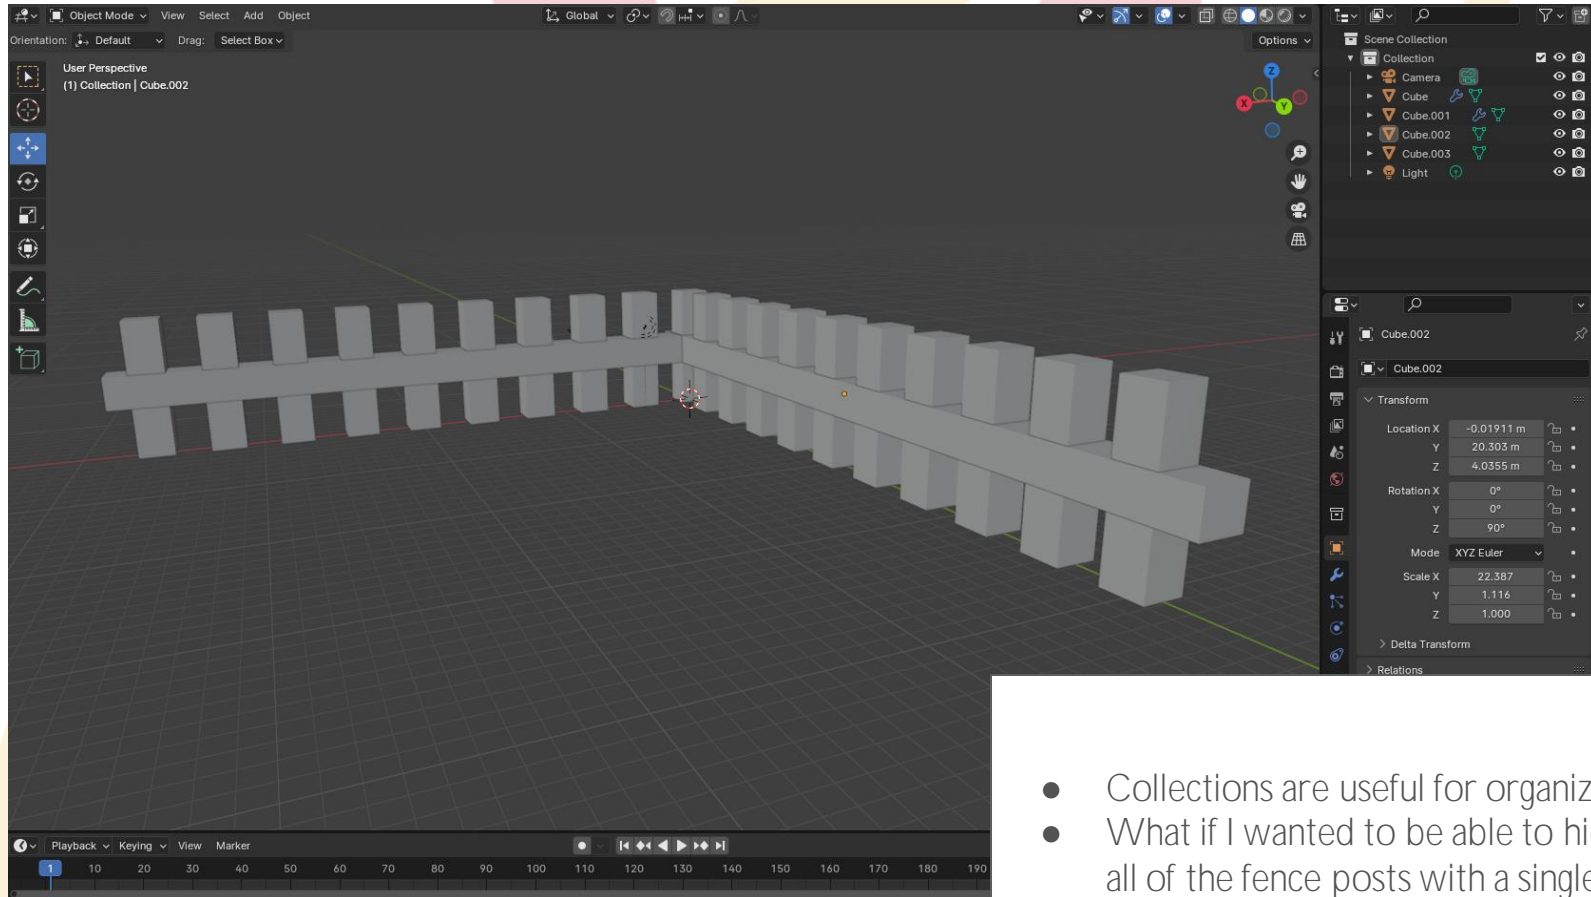 Object Mode View Select Add Object Global
Orientation: Default Drag: Select Box Options
User Perspective
(1) Collection | Cube.002
Z
X
Y
Scene Collection
Collection
Camera
Cube
Cube.001
Cube.002
Cube.003
Light
Cube.002
Cube.002
Transform
Location X -0.01911 m
Y 20.303 m
Z 4.0355 m
Rotation X 0°
Y 0°
Z 90°
Mode XYZ Euler
Scale X 22.387
Y 1.116
Z 1.000
Delta Transform
Relations
Playback Keying View Marker
1 10 20 30 40 50 60 70 80 90 100 110 120 130 140 150 160 170 180 190
● Collections are useful for organiz
● What if I wanted to be able to hi
all of the fence posts with a single